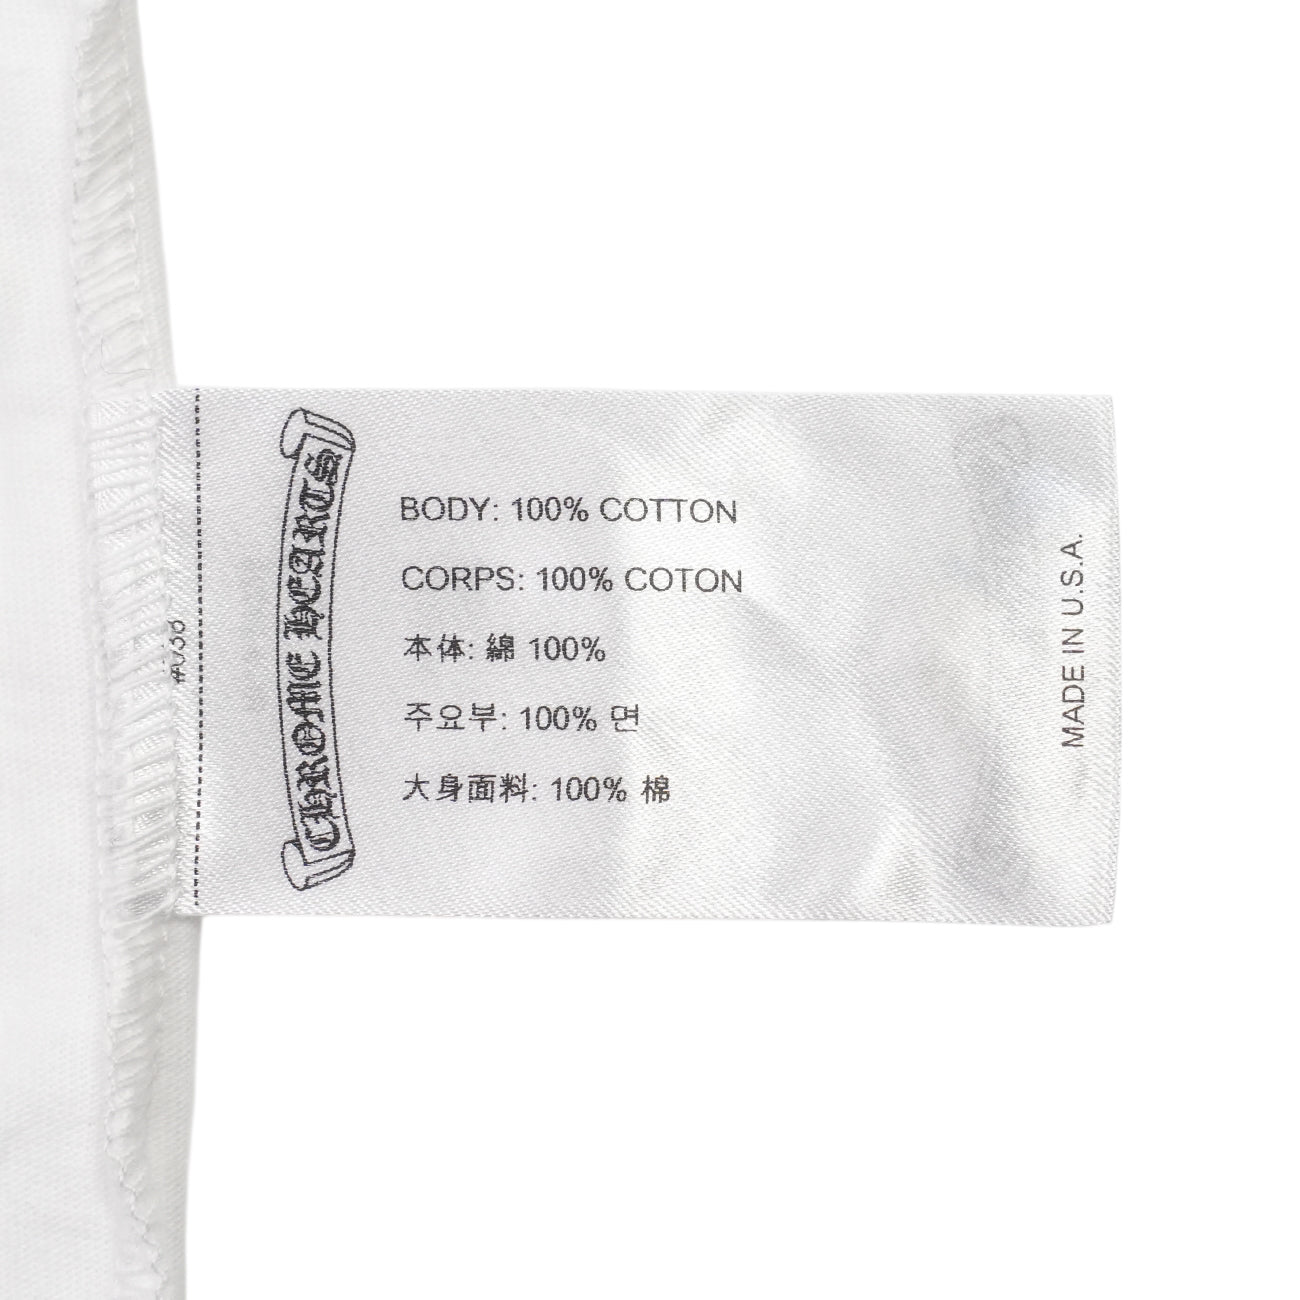 CHROME HEARTS
BODY: 100% COTTON
CORPS: 100% COTON
本体: 綿 100%
주요부: 100% 면
大身面料: 100% 棉
MADE IN U.S.A.